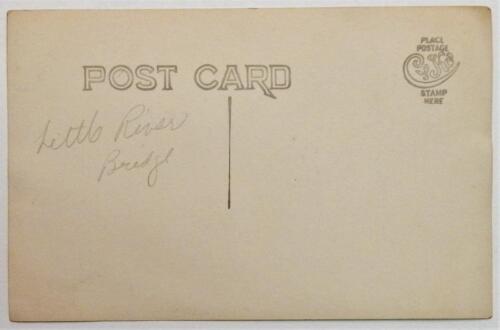 PLACE
POSTAGE
STAMP
HERE
POST CARD
Little River
Bridge